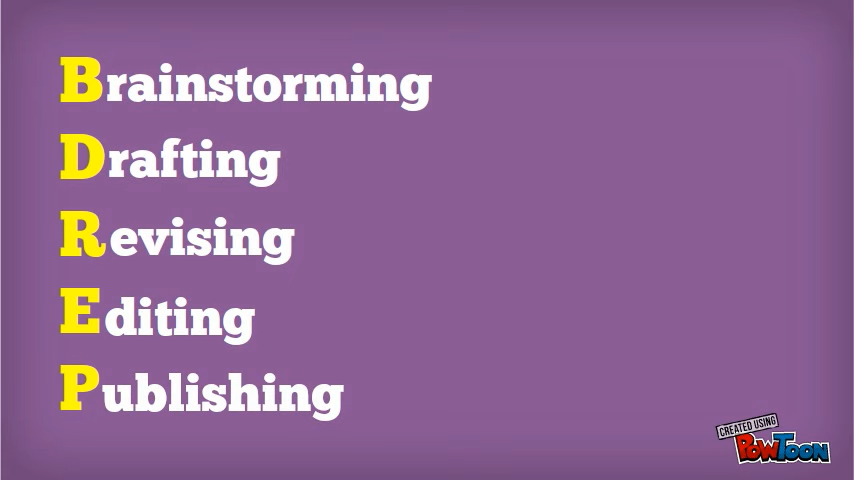 Brainstorming
Drafting
Revising
Editing
Publishing
CREATED USING
POWTOON